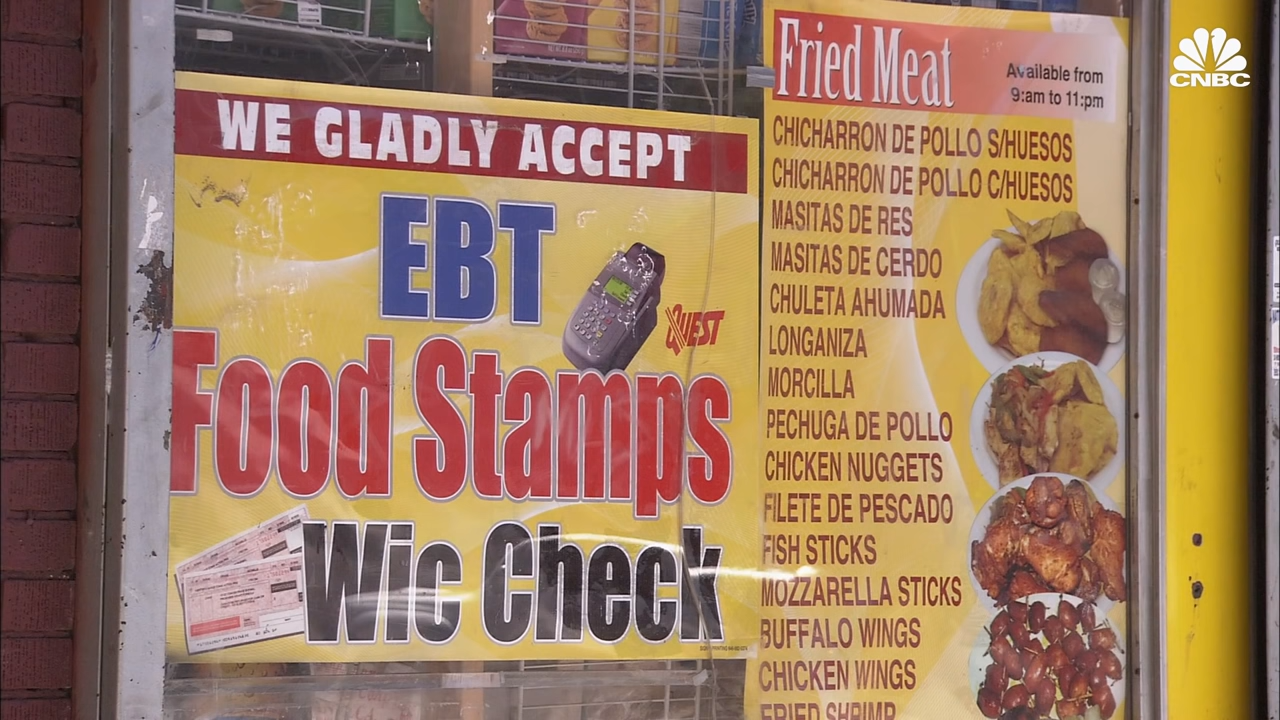 WE GLADLY ACCEPT
EBT
QUEST
Food Stamps
Wic Check
Fried Meat
Available from
9:am to 11:pm
CHICHARRON DE POLLO S/HUESOS
CHICHARRON DE POLLO C/HUESOS
MASITAS DE RES
MASITAS DE CERDO
CHULETA AHUMADA
LONGANIZA
MORCILLA
PECHUGA DE POLLO
CHICKEN NUGGETS
FILETE DE PESCADO
FISH STICKS
MOZZARELLA STICKS
BUFFALO WINGS
CHICKEN WINGS
FRIED SHRIMP
CNBC